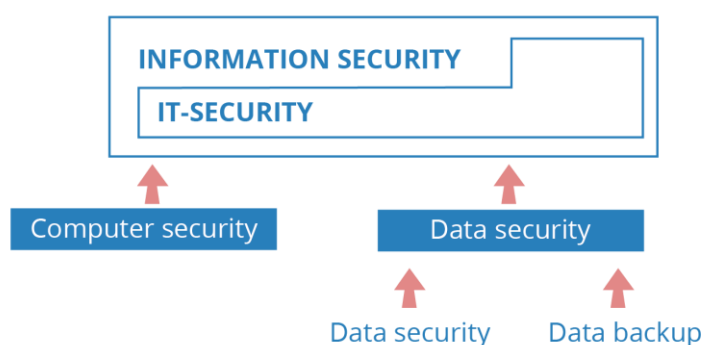 INFORMATION SECURITY
IT-SECURITY
Computer security
Data security
Data security
Data backup